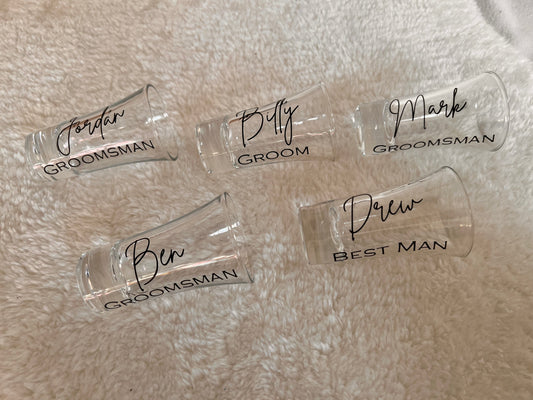 Jordan
GROOMSMAN
Billy
GROOM
Mark
GROOMSMAN
Ben
GROOMSMAN
Drew
BEST MAN